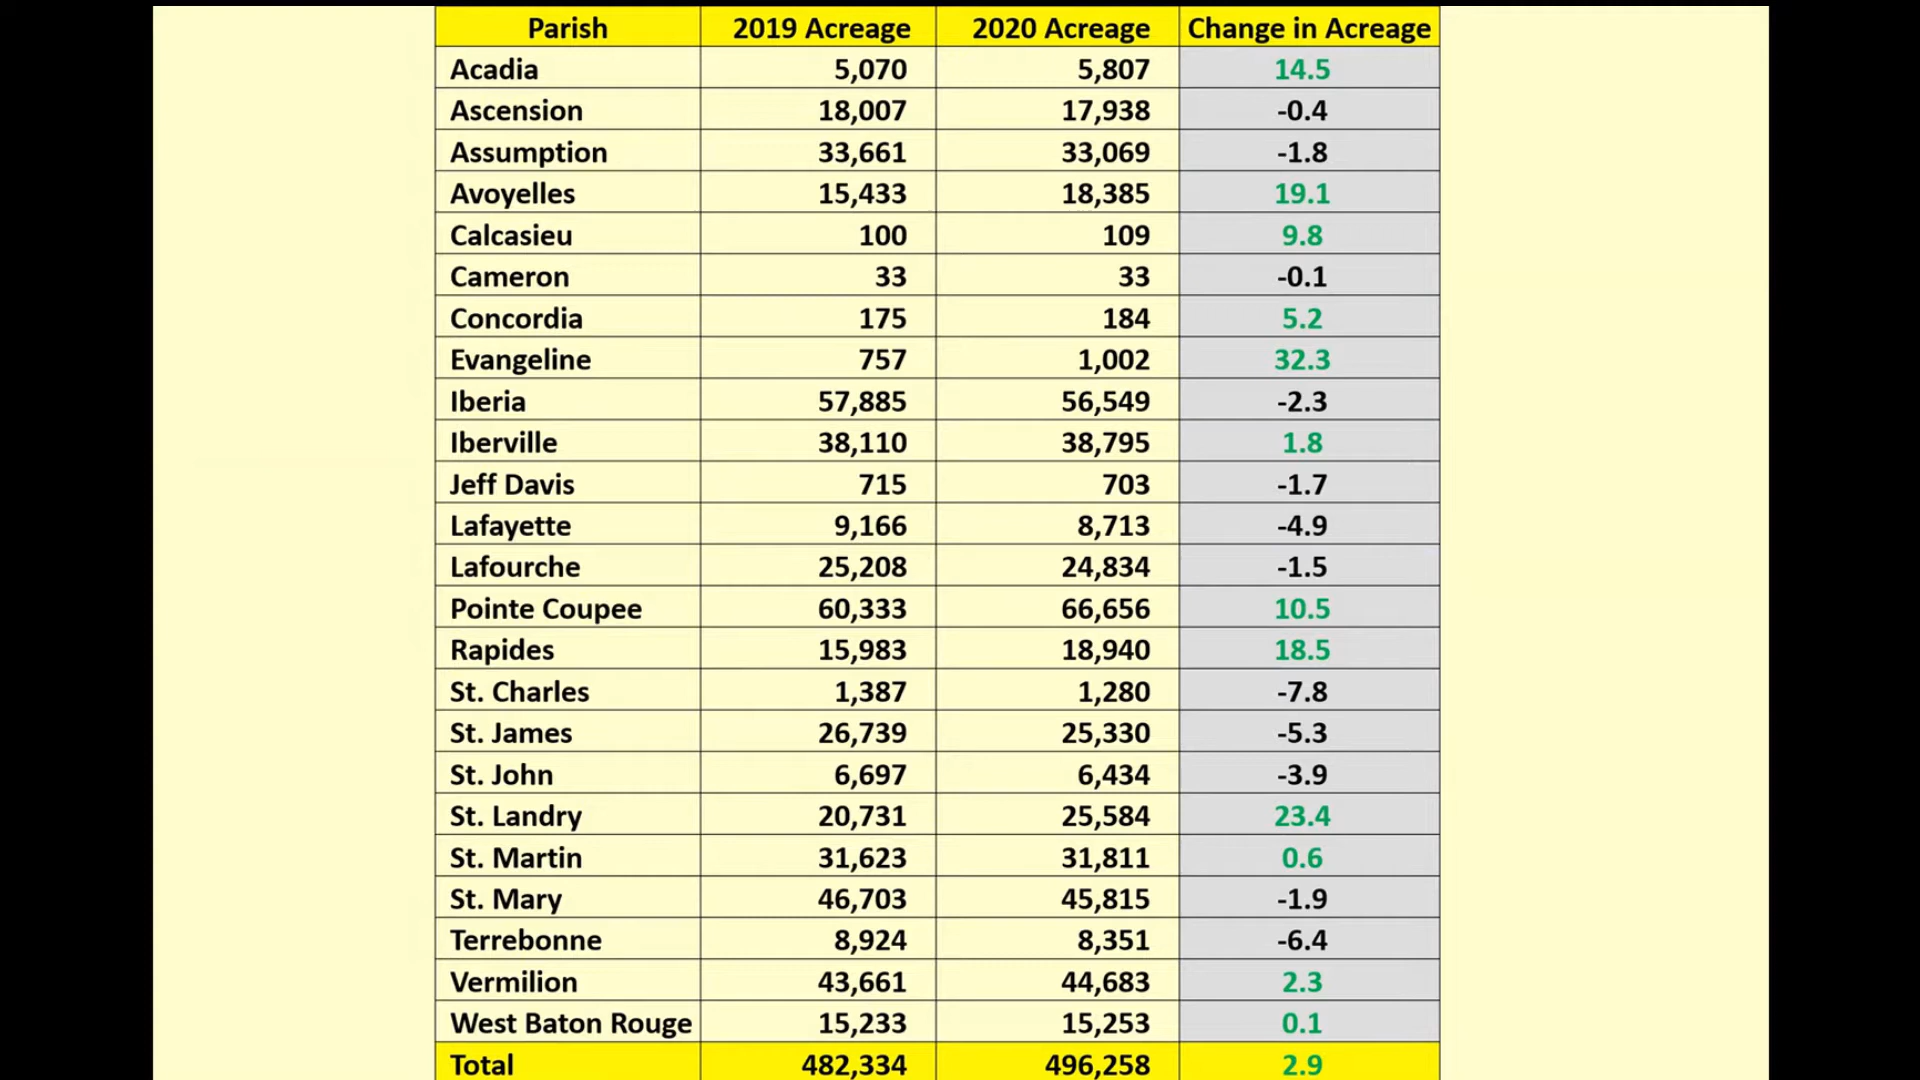 Parish 2019 Acreage 2020 Acreage Change in Acreage
Acadia 5,070 5,807 14.5
Ascension 18,007 17,938 -0.4
Assumption 33,661 33,069 -1.8
Avoyelles 15,433 18,385 19.1
Calcasieu 100 109 9.8
Cameron 33 33 -0.1
Concordia 175 184 5.2
Evangeline 757 1,002 32.3
Iberia 57,885 56,549 -2.3
Iberville 38,110 38,795 1.8
Jeff Davis 715 703 -1.7
Lafayette 9,166 8,713 -4.9
Lafourche 25,208 24,834 -1.5
Pointe Coupee 60,333 66,656 10.5
Rapides 15,983 18,940 18.5
St. Charles 1,387 1,280 -7.8
St. James 26,739 25,330 -5.3
St. John 6,697 6,434 -3.9
St. Landry 20,731 25,584 23.4
St. Martin 31,623 31,811 0.6
St. Mary 46,703 45,815 -1.9
Terrebonne 8,924 8,351 -6.4
Vermilion 43,661 44,683 2.3
West Baton Rouge 15,233 15,253 0.1
Total 482,334 496,258 2.9